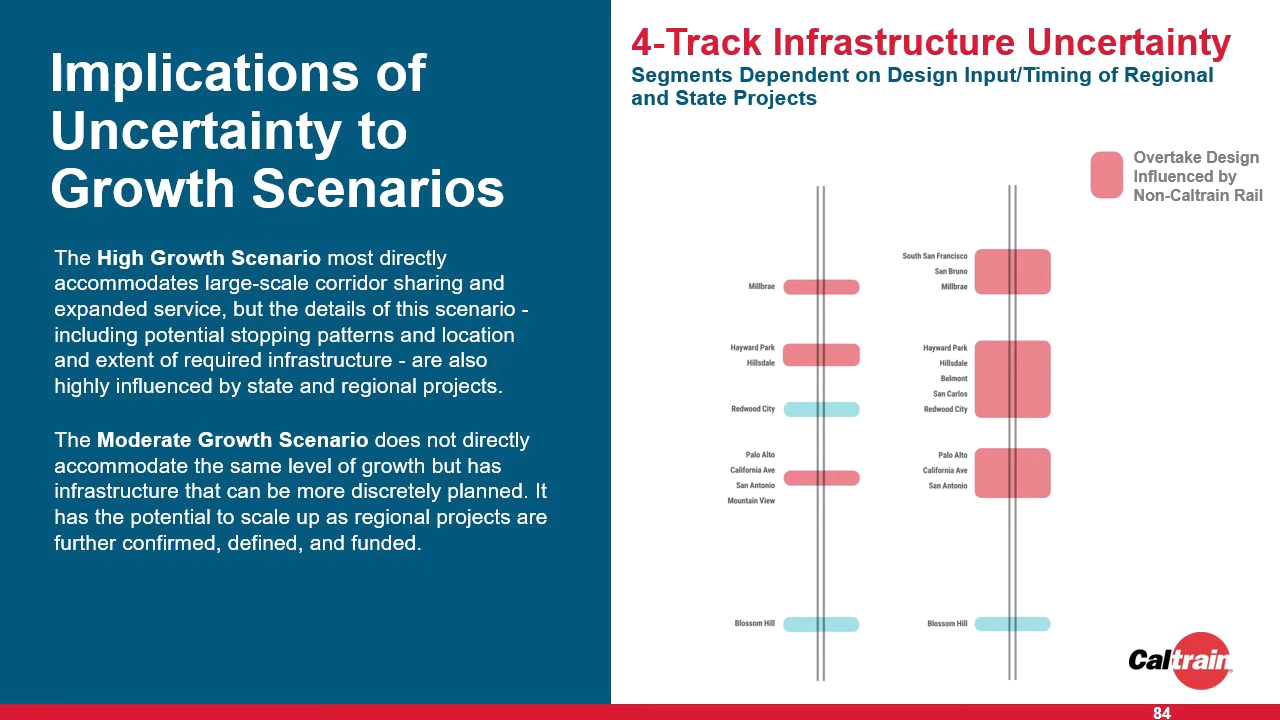 Implications of
Uncertainty to
Growth Scenarios
The High Growth Scenario most directly
accommodates large-scale corridor sharing and
expanded service, but the details of this scenario -
including potential stopping patterns and location
and extent of required infrastructure - are also
highly influenced by state and regional projects.
The Moderate Growth Scenario does not directly
accommodate the same level of growth but has
infrastructure that can be more discretely planned. It
has the potential to scale up as regional projects are
further confirmed, defined, and funded.
4-Track Infrastructure Uncertainty
Segments Dependent on Design Input/Timing of Regional
and State Projects
Overtake Design
Influenced by
Non-Caltrain Rail
Millbrae
Hayward Park
Hillsdale
Redwood City
Palo Alto
California Ave
San Antonio
Mountain View
Blossom Hill
South San Francisco
San Bruno
Millbrae
Hayward Park
Hillsdale
Belmont
San Carlos
Redwood City
Palo Alto
California Ave
San Antonio
Blossom Hill
Caltrain
84